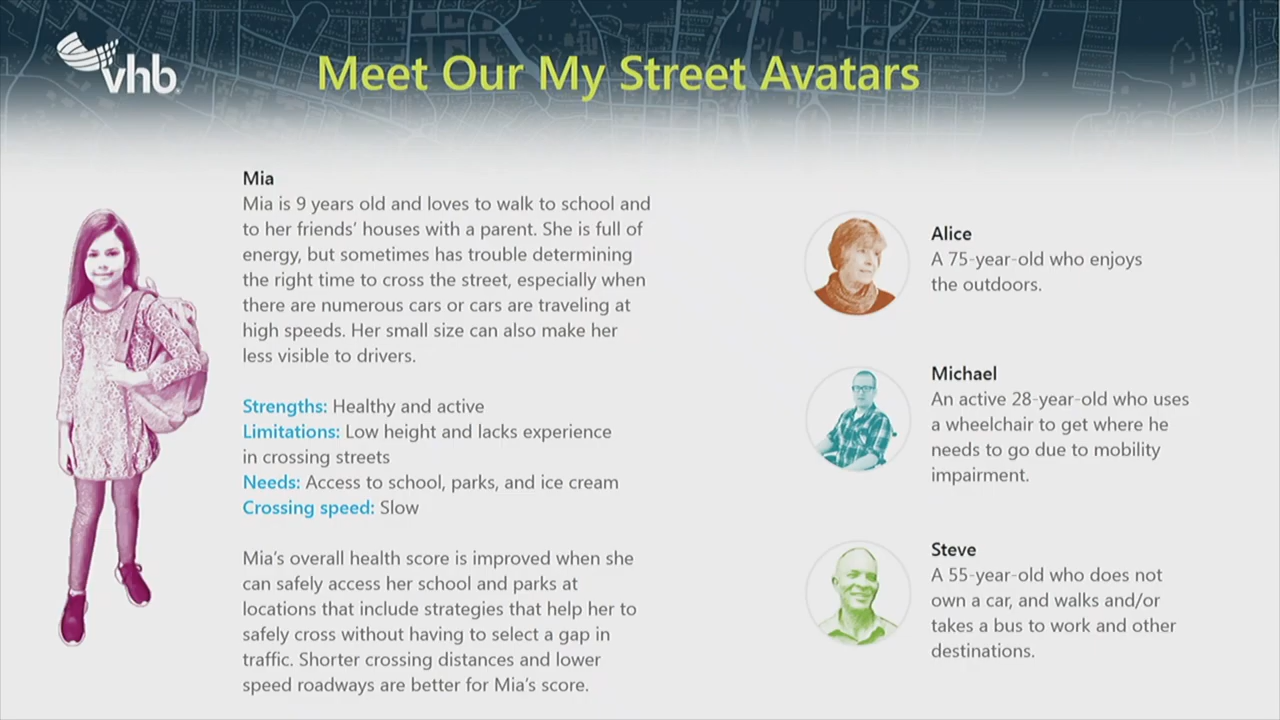 vhb
Meet Our My Street Avatars
Mia
Mia is 9 years old and loves to walk to school and
to her friends’ houses with a parent. She is full of
energy, but sometimes has trouble determining
the right time to cross the street, especially when
there are numerous cars or cars are traveling at
high speeds. Her small size can also make her
less visible to drivers.
Strengths: Healthy and active
Limitations: Low height and lacks experience
in crossing streets
Needs: Access to school, parks, and ice cream
Crossing speed: Slow
Mia’s overall health score is improved when she
can safely access her school and parks at
locations that include strategies that help her to
safely cross without having to select a gap in
traffic. Shorter crossing distances and lower
speed roadways are better for Mia’s score.
Alice
A 75-year-old who enjoys
the outdoors.
Michael
An active 28-year-old who uses
a wheelchair to get where he
needs to go due to mobility
impairment.
Steve
A 55-year-old who does not
own a car, and walks and/or
takes a bus to work and other
destinations.